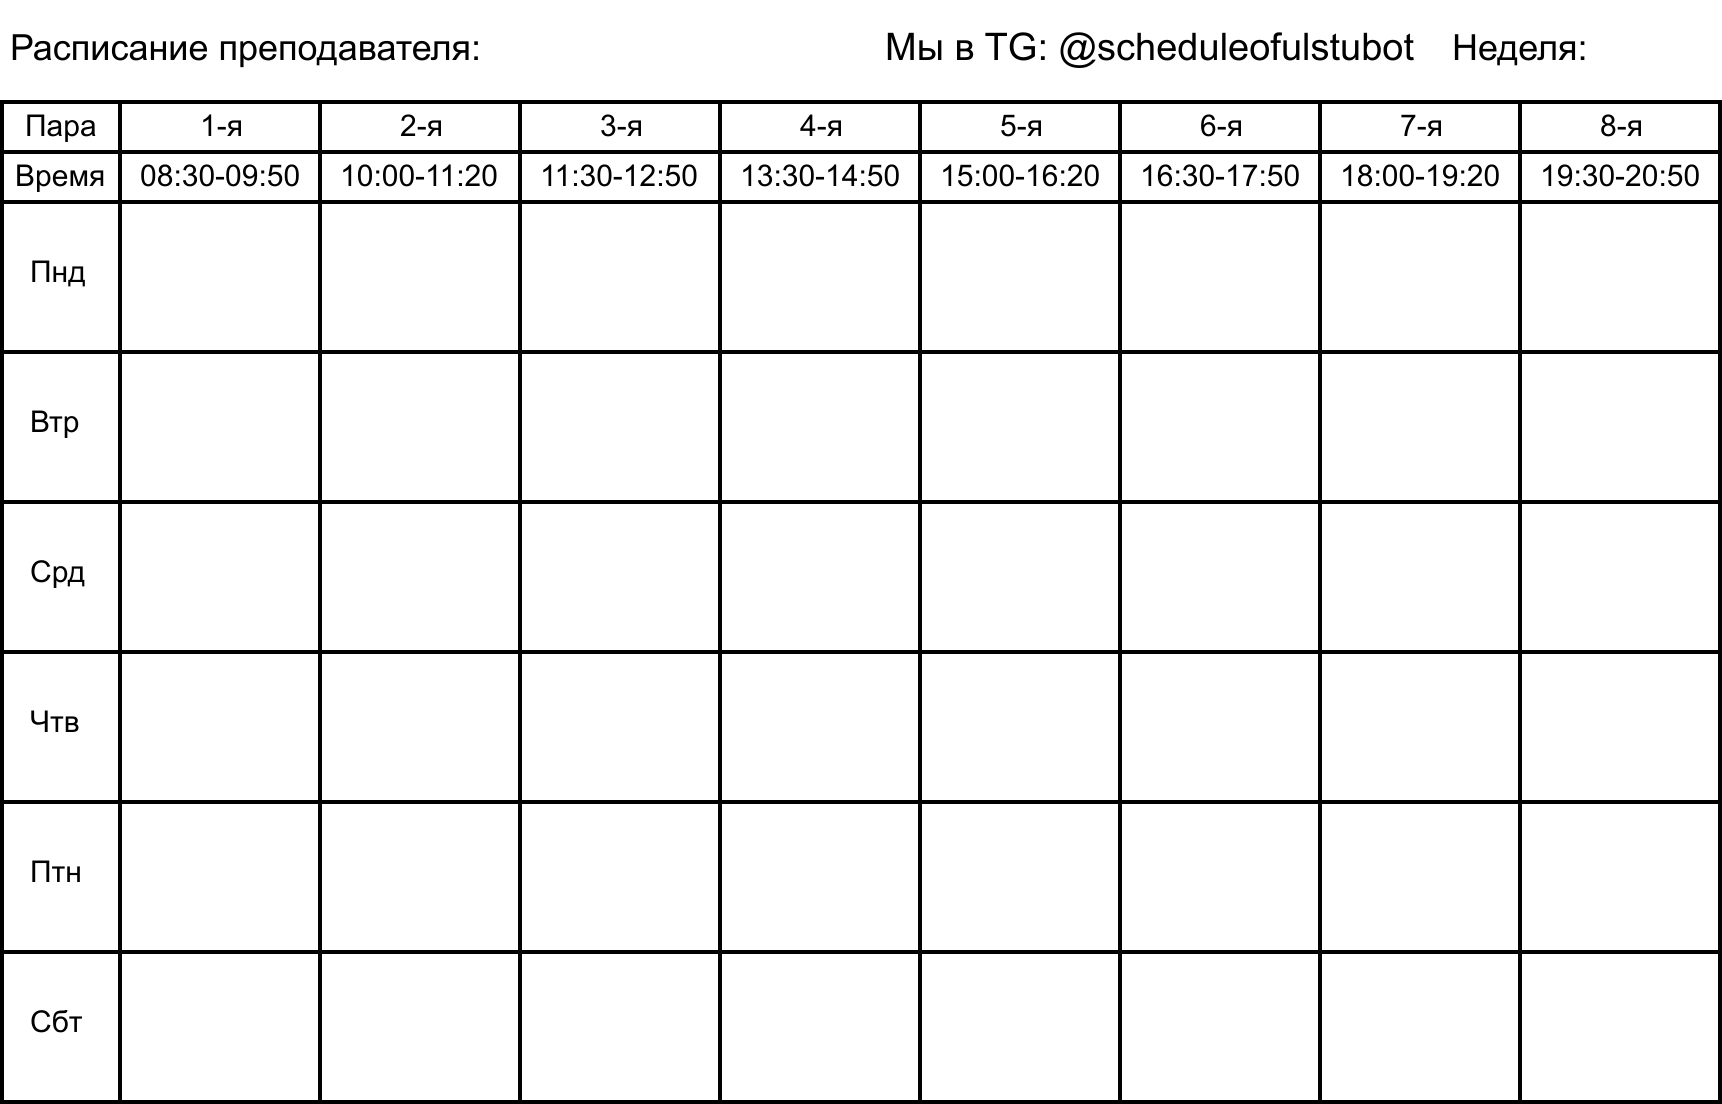 Расписание преподавателя: Мы в TG: @scheduleofulstubot Неделя:
Пара 1-я 2-я 3-я 4-я 5-я 6-я 7-я 8-я
Время 08:30-09:50 10:00-11:20 11:30-12:50 13:30-14:50 15:00-16:20 16:30-17:50 18:00-19:20 19:30-20:50
Пнд
Втр
Срд
Чтв
Птн
Сбт